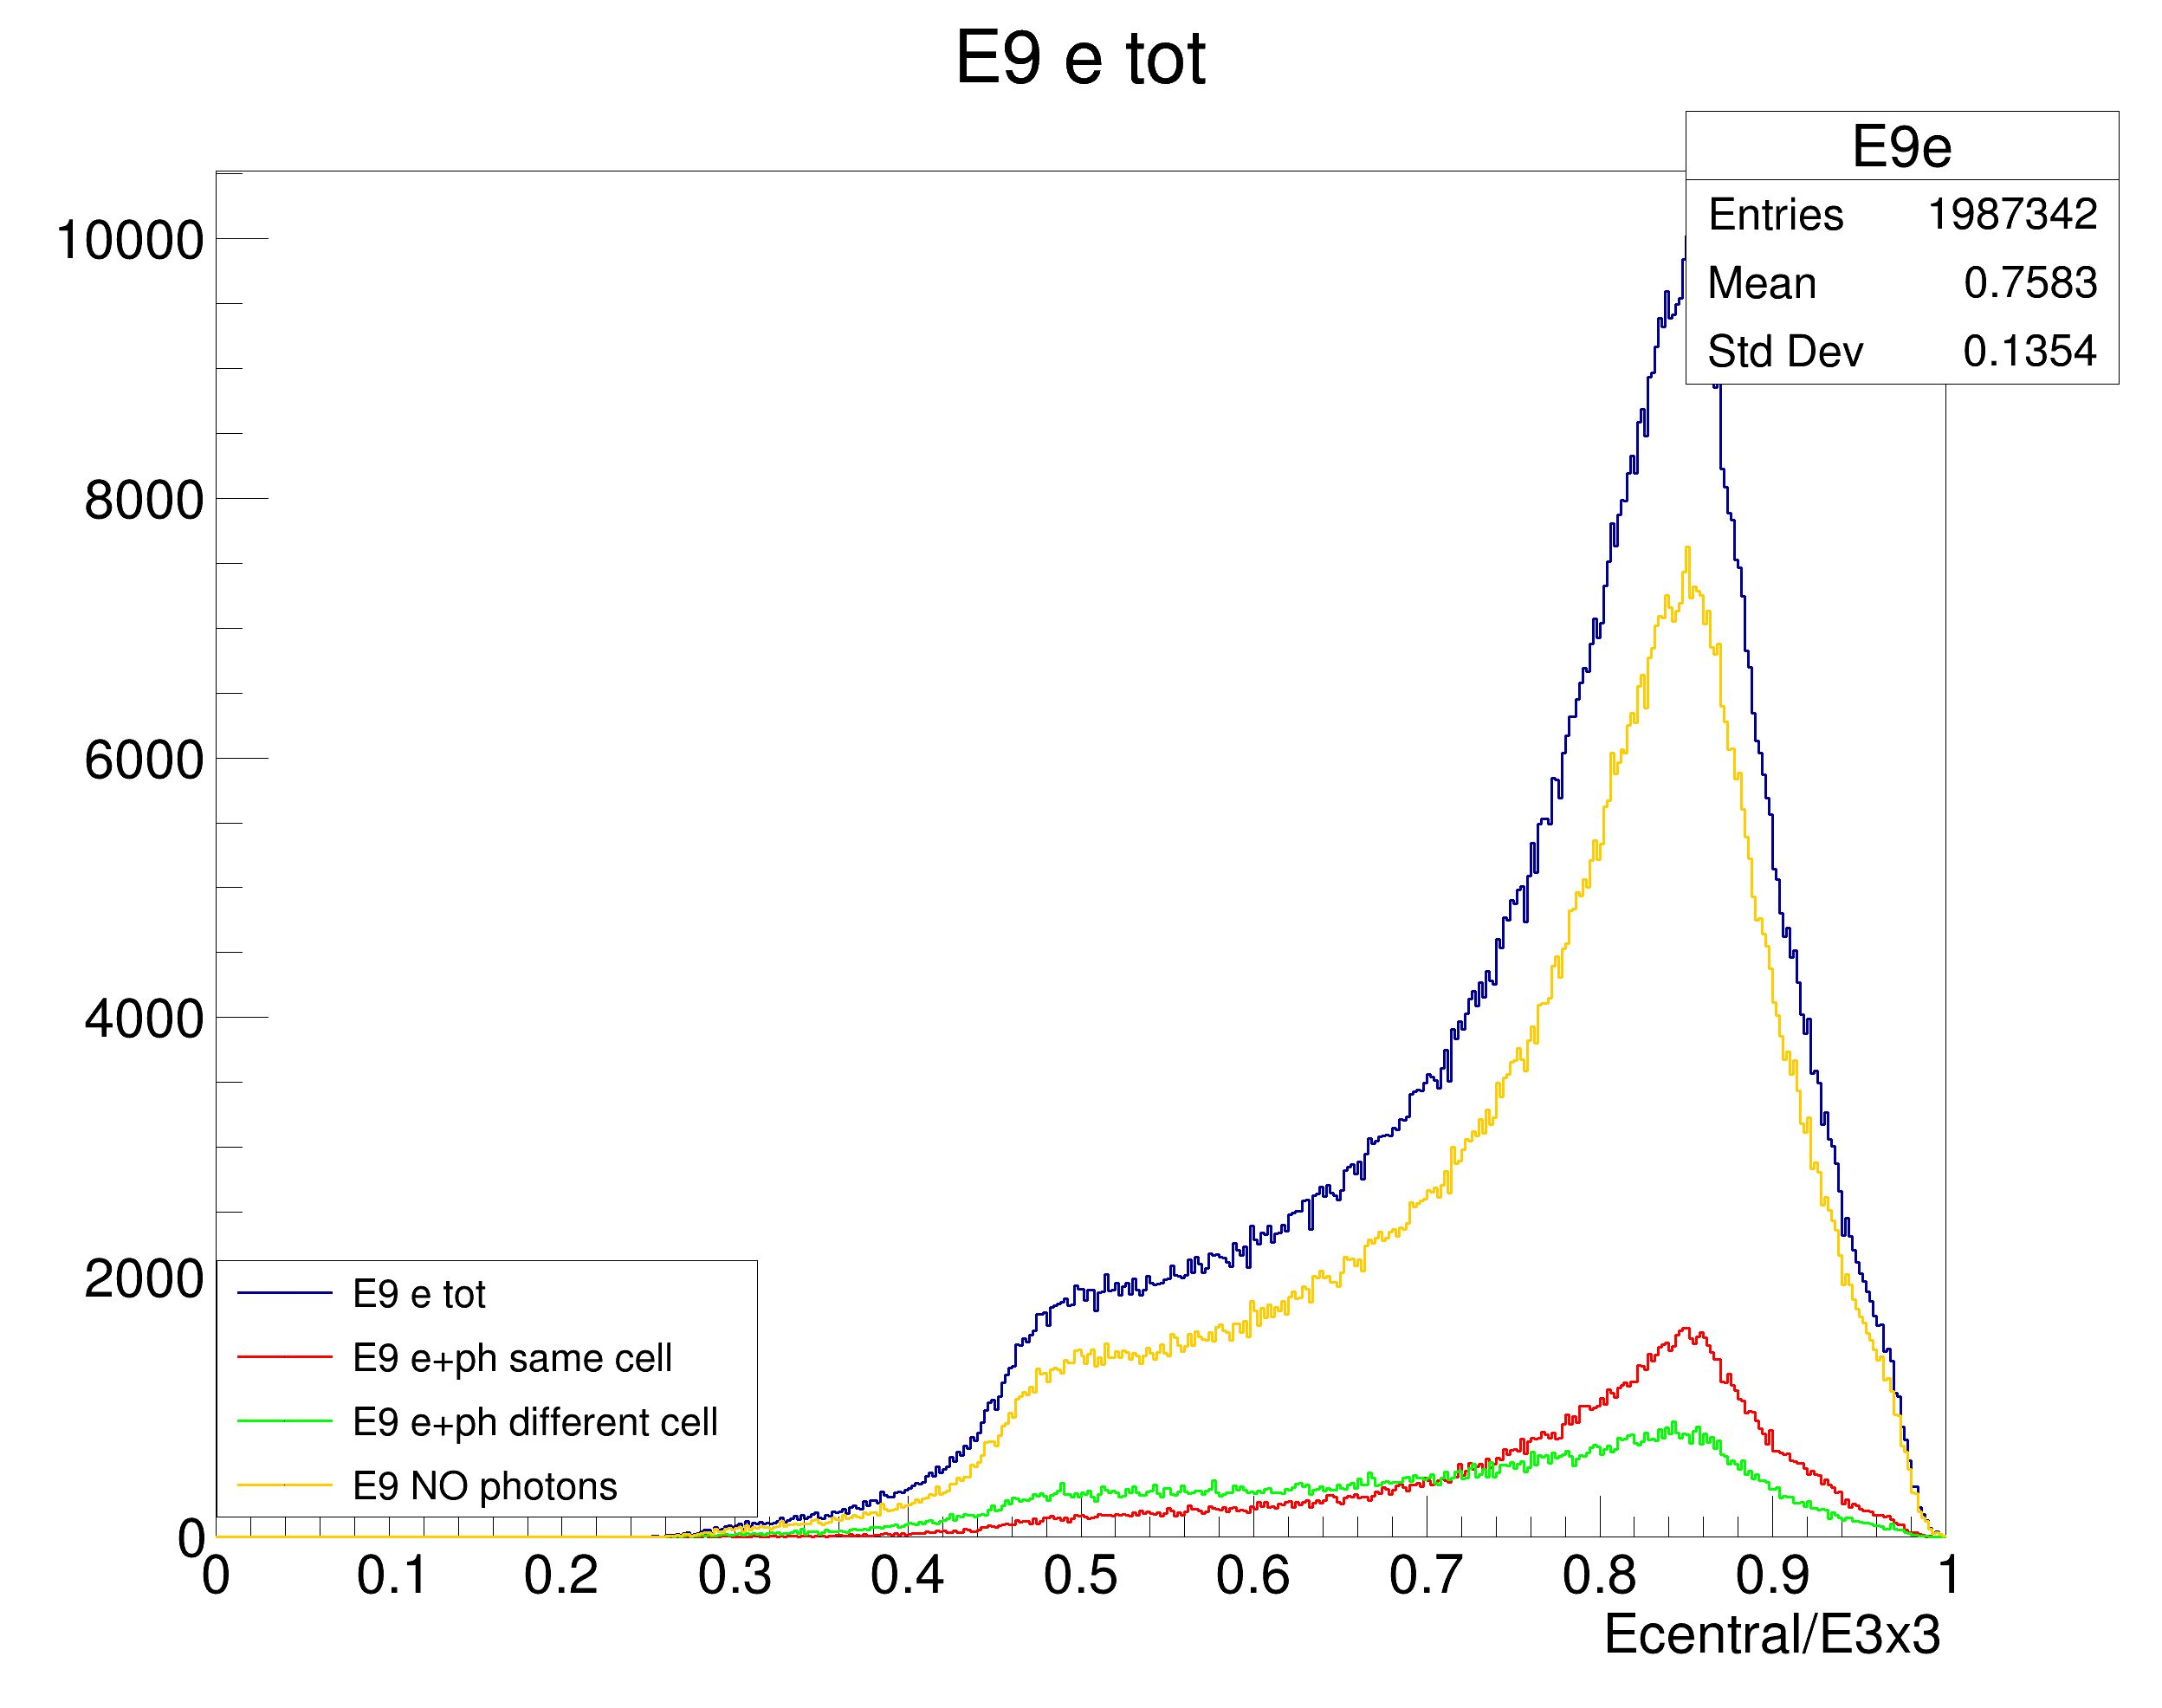 E9 e tot
E9e
Entries 1987342
Mean 0.7583
Std Dev 0.1354
10000
8000
6000
4000
2000
0
E9 e tot
E9 e+ph same cell
E9 e+ph different cell
E9 NO photons
0 0.1 0.2 0.3 0.4 0.5 0.6 0.7 0.8 0.9 1
Ecentral/E3x3